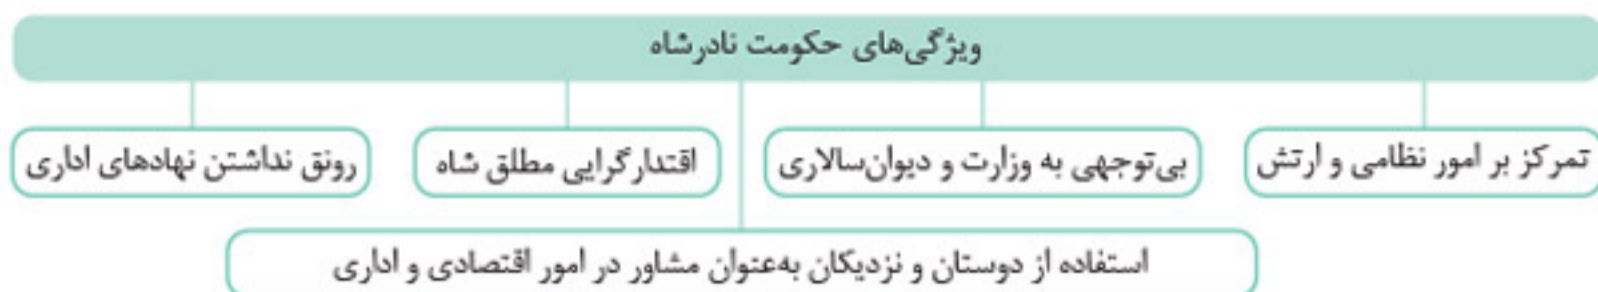 ویژگی‌های حکومت نادرشاه
تمرکز بر امور نظامی و ارتش
بی‌توجهی به وزارت و دیوان‌سالاری
اقتدارگرایی مطلق شاه
رونق نداشتن نهادهای اداری
استفاده از دوستان و نزدیکان به‌عنوان مشاور در امور اقتصادی و اداری